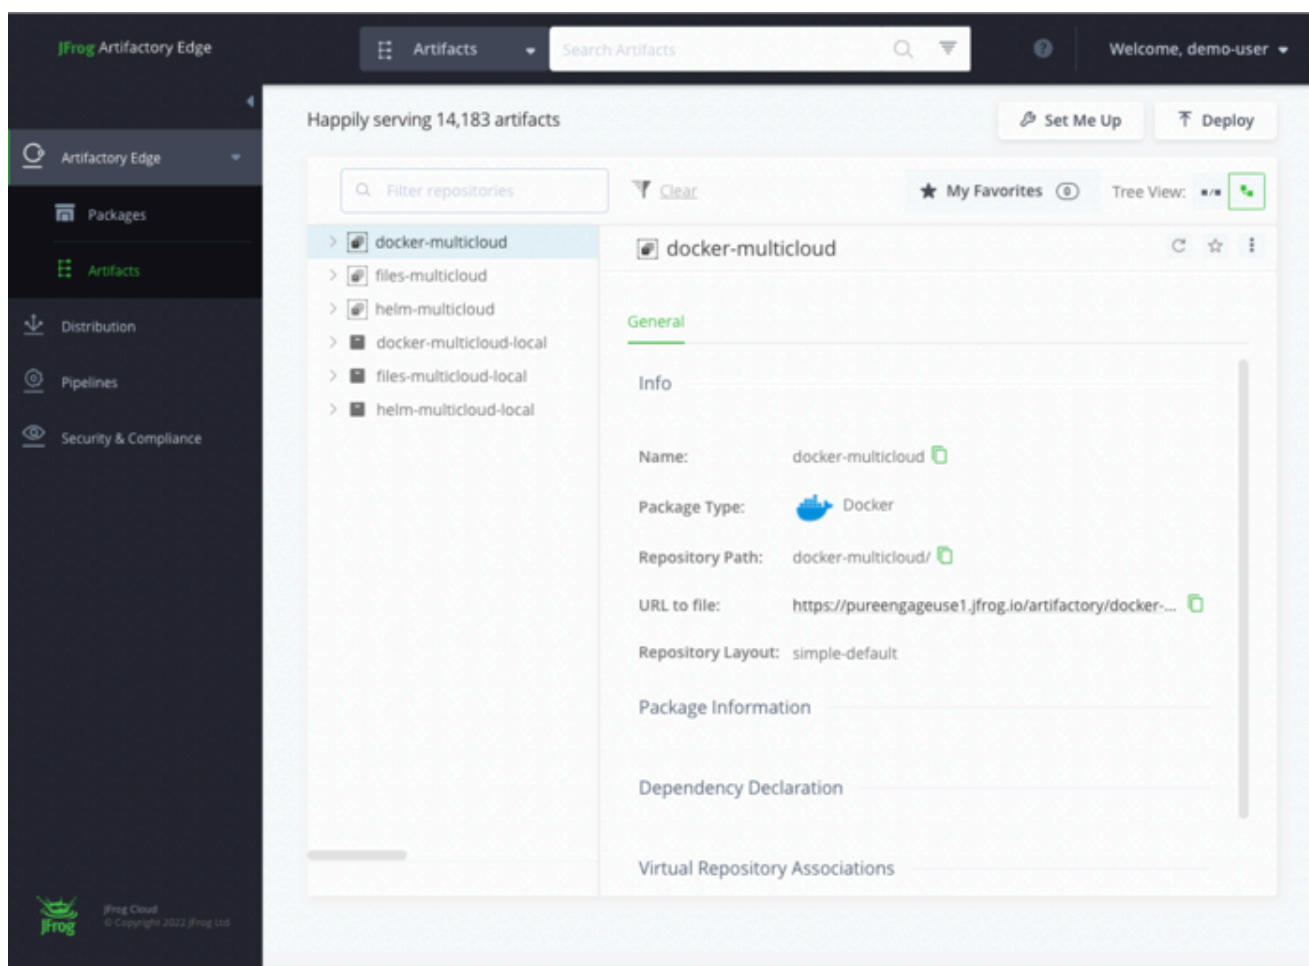 JFrog Artifactory Edge
Artifacts
Search Artifacts
Welcome, demo-user
Happily serving 14,183 artifacts
Set Me Up
Deploy
Artifactory Edge
Packages
Artifacts
Distribution
Pipelines
Security & Compliance
Filter repositories
Clear
My Favorites 0
Tree View:
docker-multicloud
files-multicloud
helm-multicloud
docker-multicloud-local
files-multicloud-local
helm-multicloud-local
docker-multicloud
General
Info
Name: docker-multicloud
Package Type: Docker
Repository Path: docker-multicloud/
URL to file: https://pureengageuse1.jfrog.io/artifactory/docker-...
Repository Layout: simple-default
Package Information
Dependency Declaration
Virtual Repository Associations
JFrog
JFrog Cloud
© Copyright 2022 JFrog Ltd